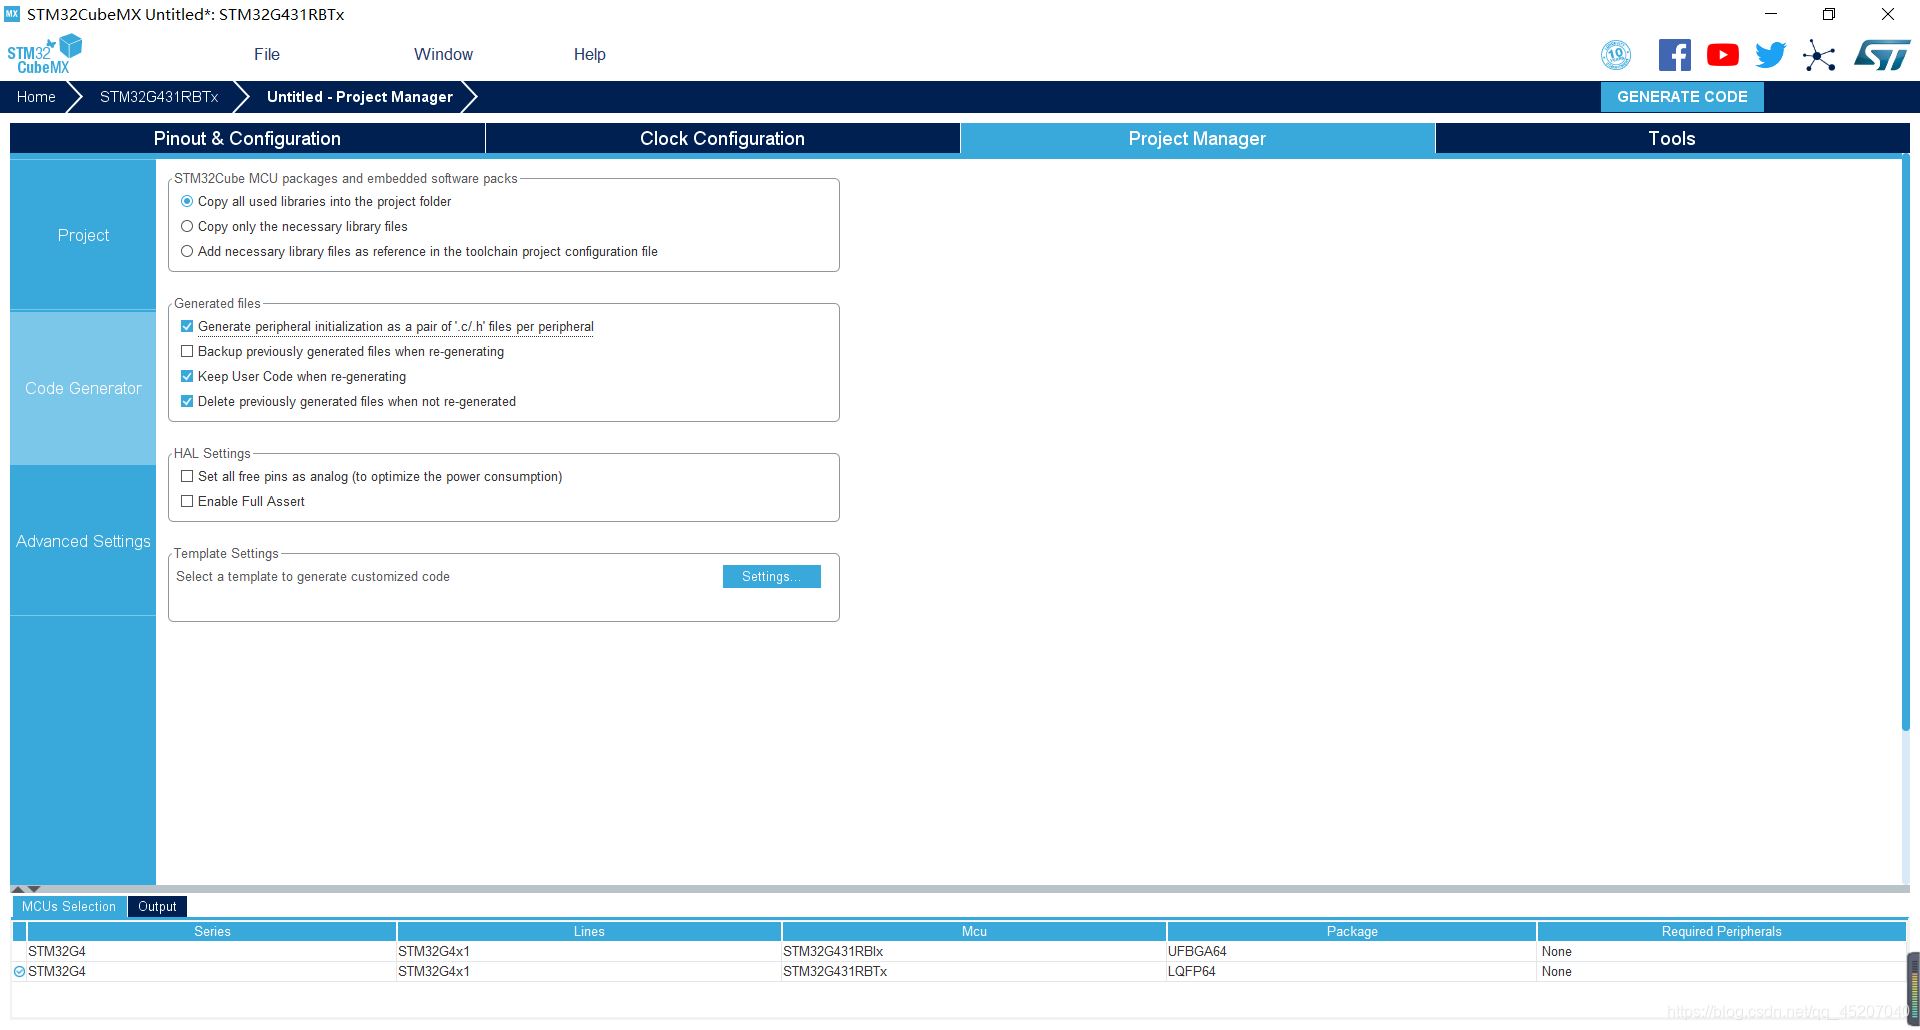 MX STM32CubeMX Untitled*: STM32G431RBTx
STM32
CubeMX
File Window Help
10
YEARS
ST
Home STM32G431RBTx Untitled - Project Manager GENERATE CODE
Pinout & Configuration Clock Configuration Project Manager Tools
Project
Code Generator
Advanced Settings
STM32Cube MCU packages and embedded software packs
Copy all used libraries into the project folder
Copy only the necessary library files
Add necessary library files as reference in the toolchain project configuration file
Generated files
Generate peripheral initialization as a pair of '.c/.h' files per peripheral
Backup previously generated files when re-generating
Keep User Code when re-generating
Delete previously generated files when not re-generated
HAL Settings
Set all free pins as analog (to optimize the power consumption)
Enable Full Assert
Template Settings
Select a template to generate customized code Settings...
MCUs Selection Output
Series Lines Mcu Package Required Peripherals
STM32G4 STM32G4x1 STM32G431RBIx UFBGA64 None
STM32G4 STM32G4x1 STM32G431RBTx LQFP64 None